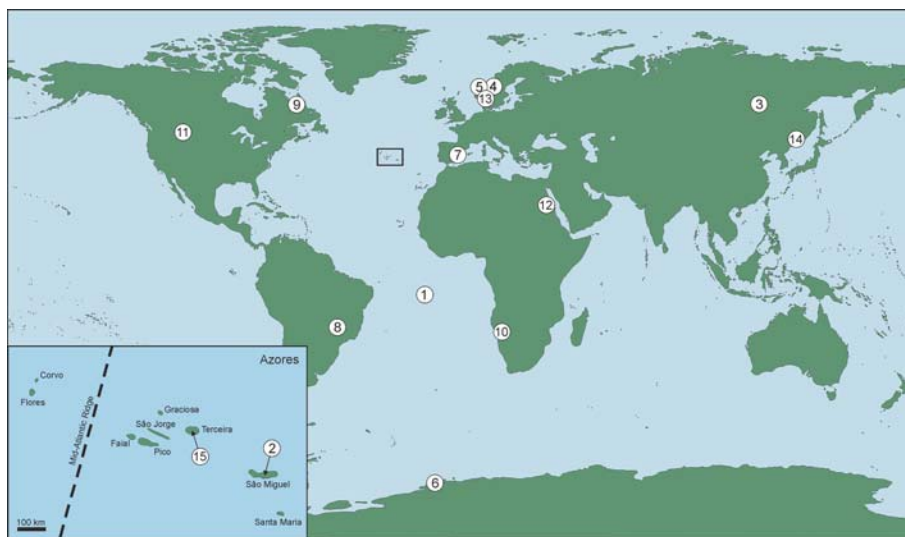 5
4
13
9
3
11
14
7
12
1
8
10
6
Azores
Corvo
Flores
Mid-Atlantic Ridge
Graciosa
São Jorge
Terceira
Faial
Pico
15
2
São Miguel
Santa Maria
100 km